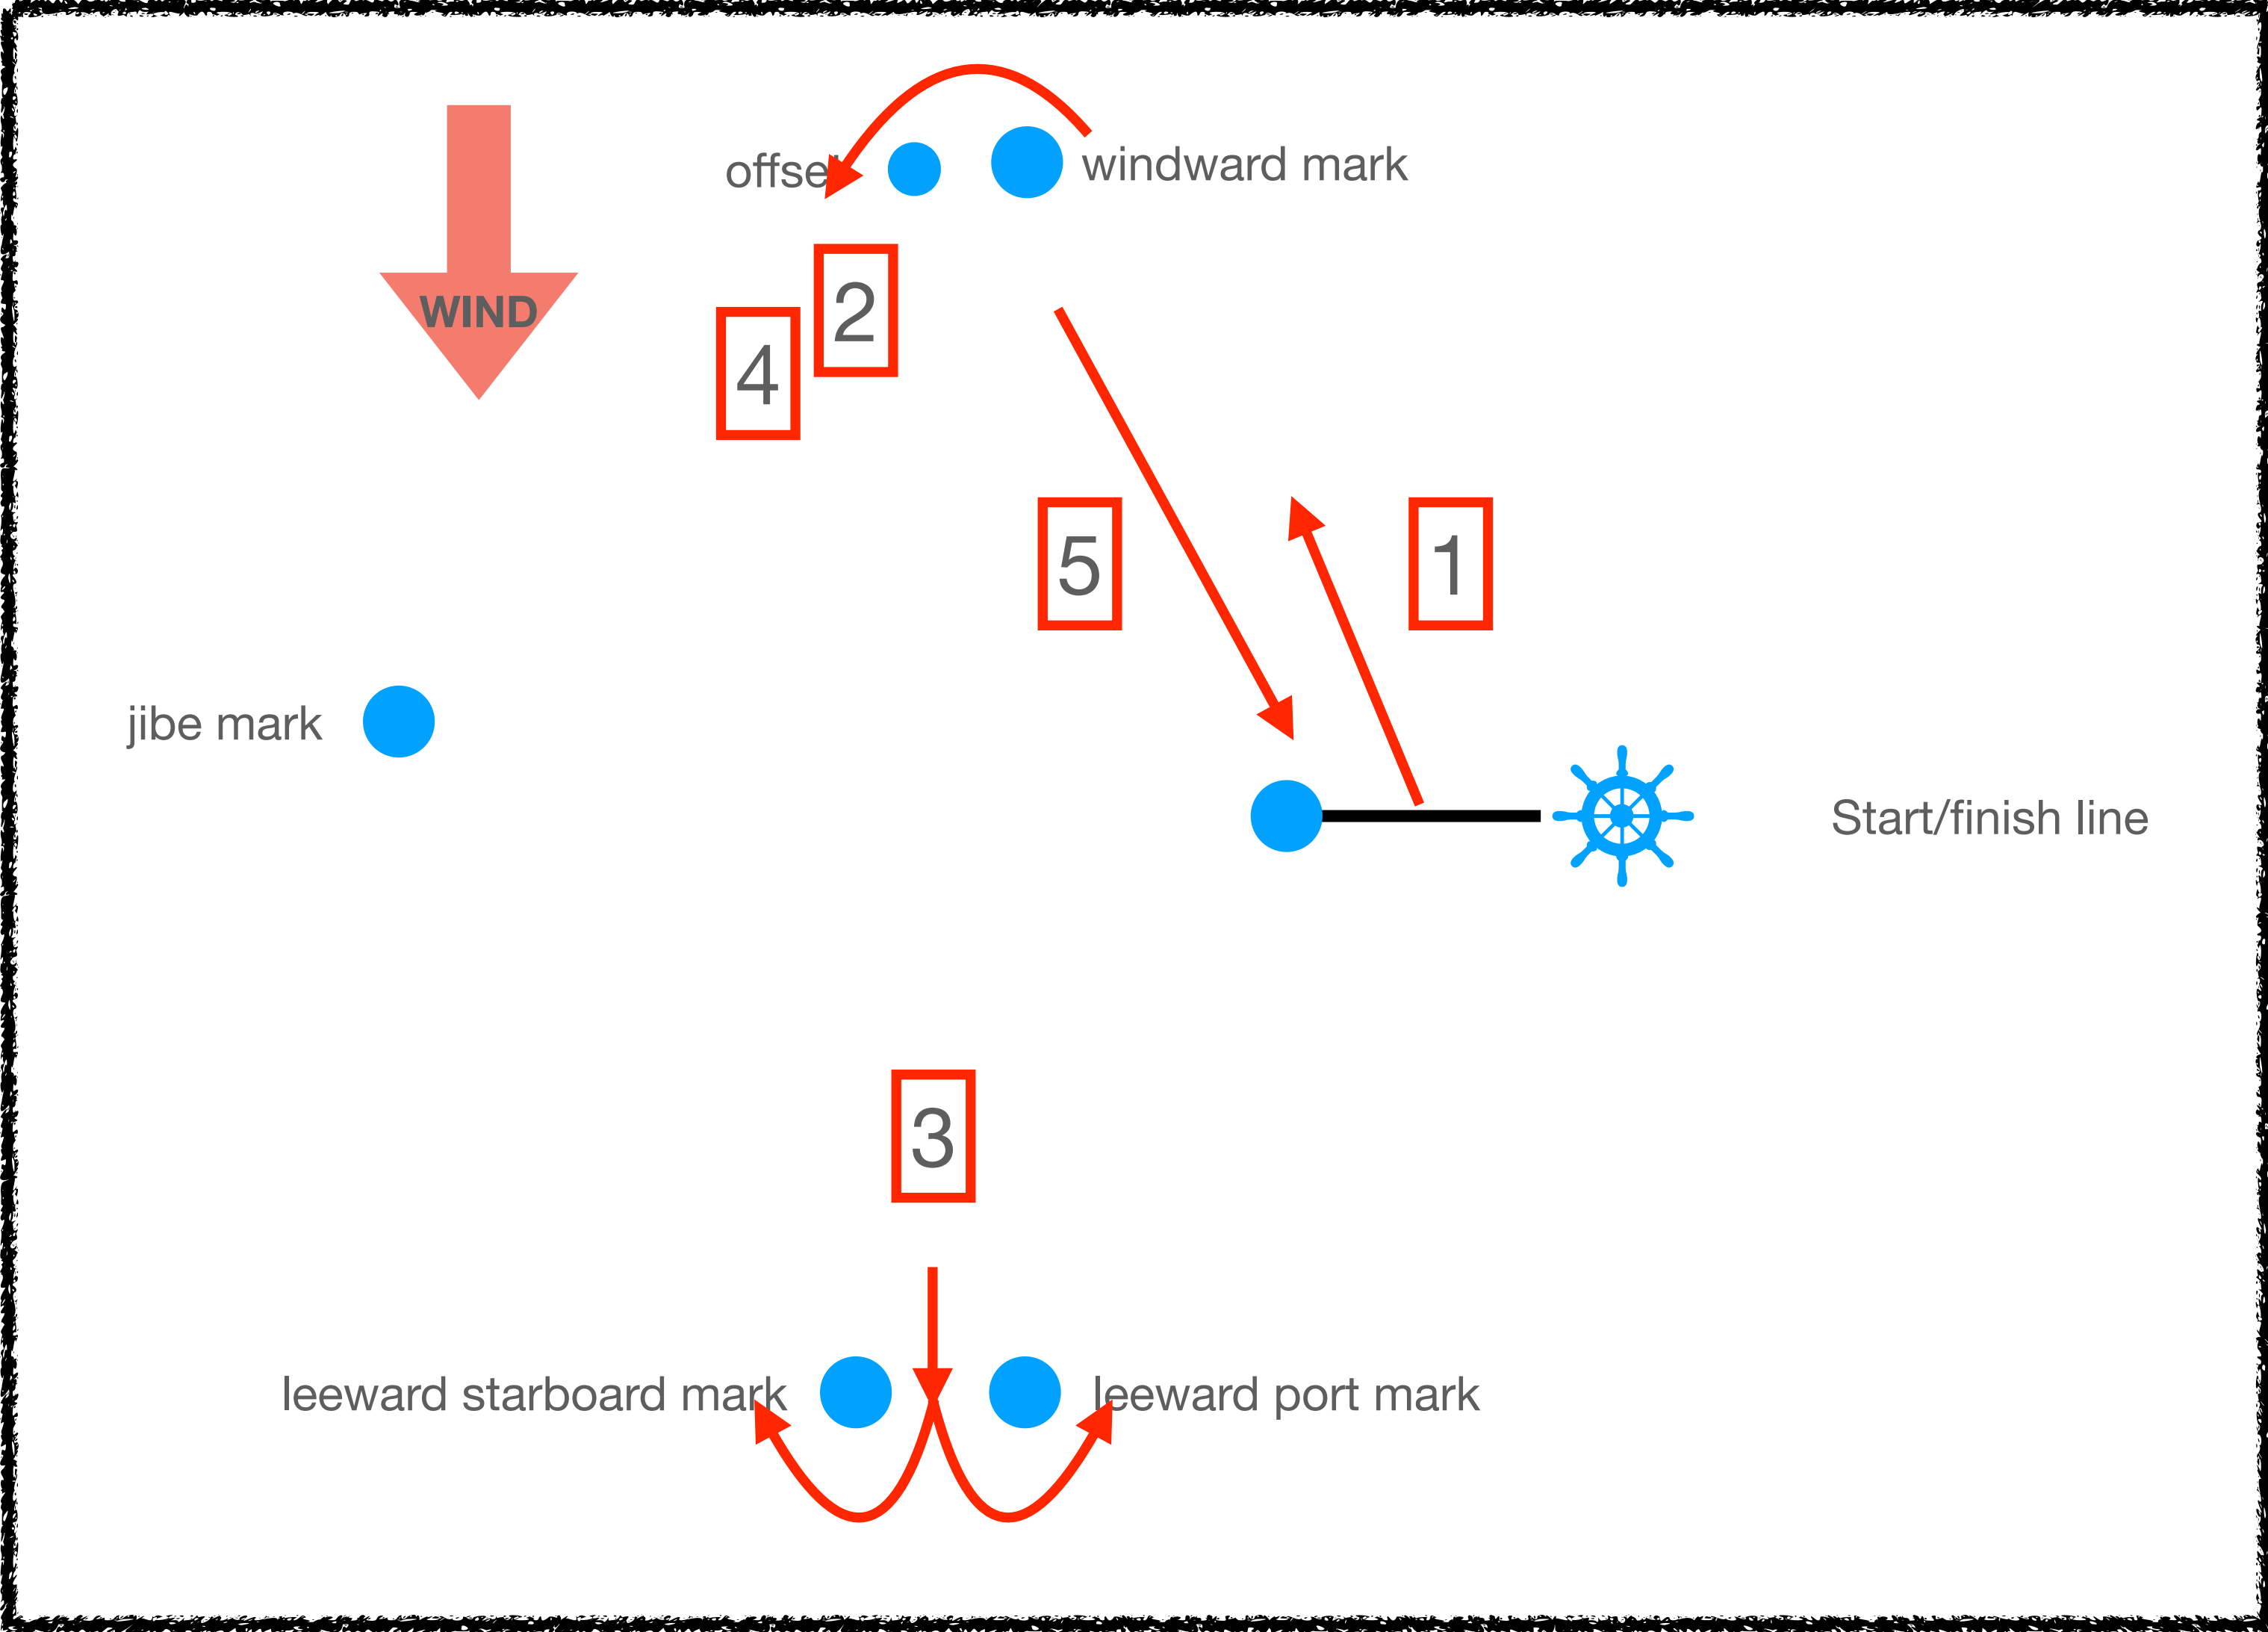 offset
windward mark
WIND
2
4
5
1
jibe mark
Start/finish line
3
leeward starboard mark
leeward port mark